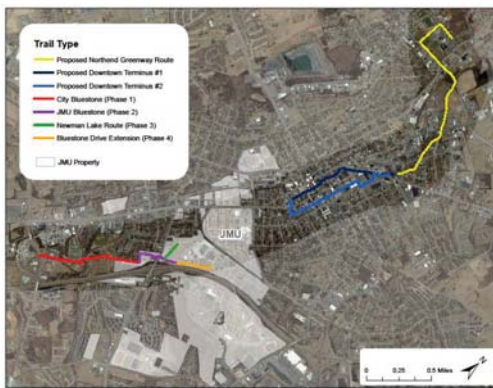 Trail Type
Proposed Northend Greenway Route
Proposed Downtown Terminus #1
Proposed Downtown Terminus #2
City Bluestone (Phase 1)
JMU Bluestone (Phase 2)
Newman Lake Route (Phase 3)
Bluestone Drive Extension (Phase 4)
JMU Property
JMU
N
0 0.25 0.5 Miles